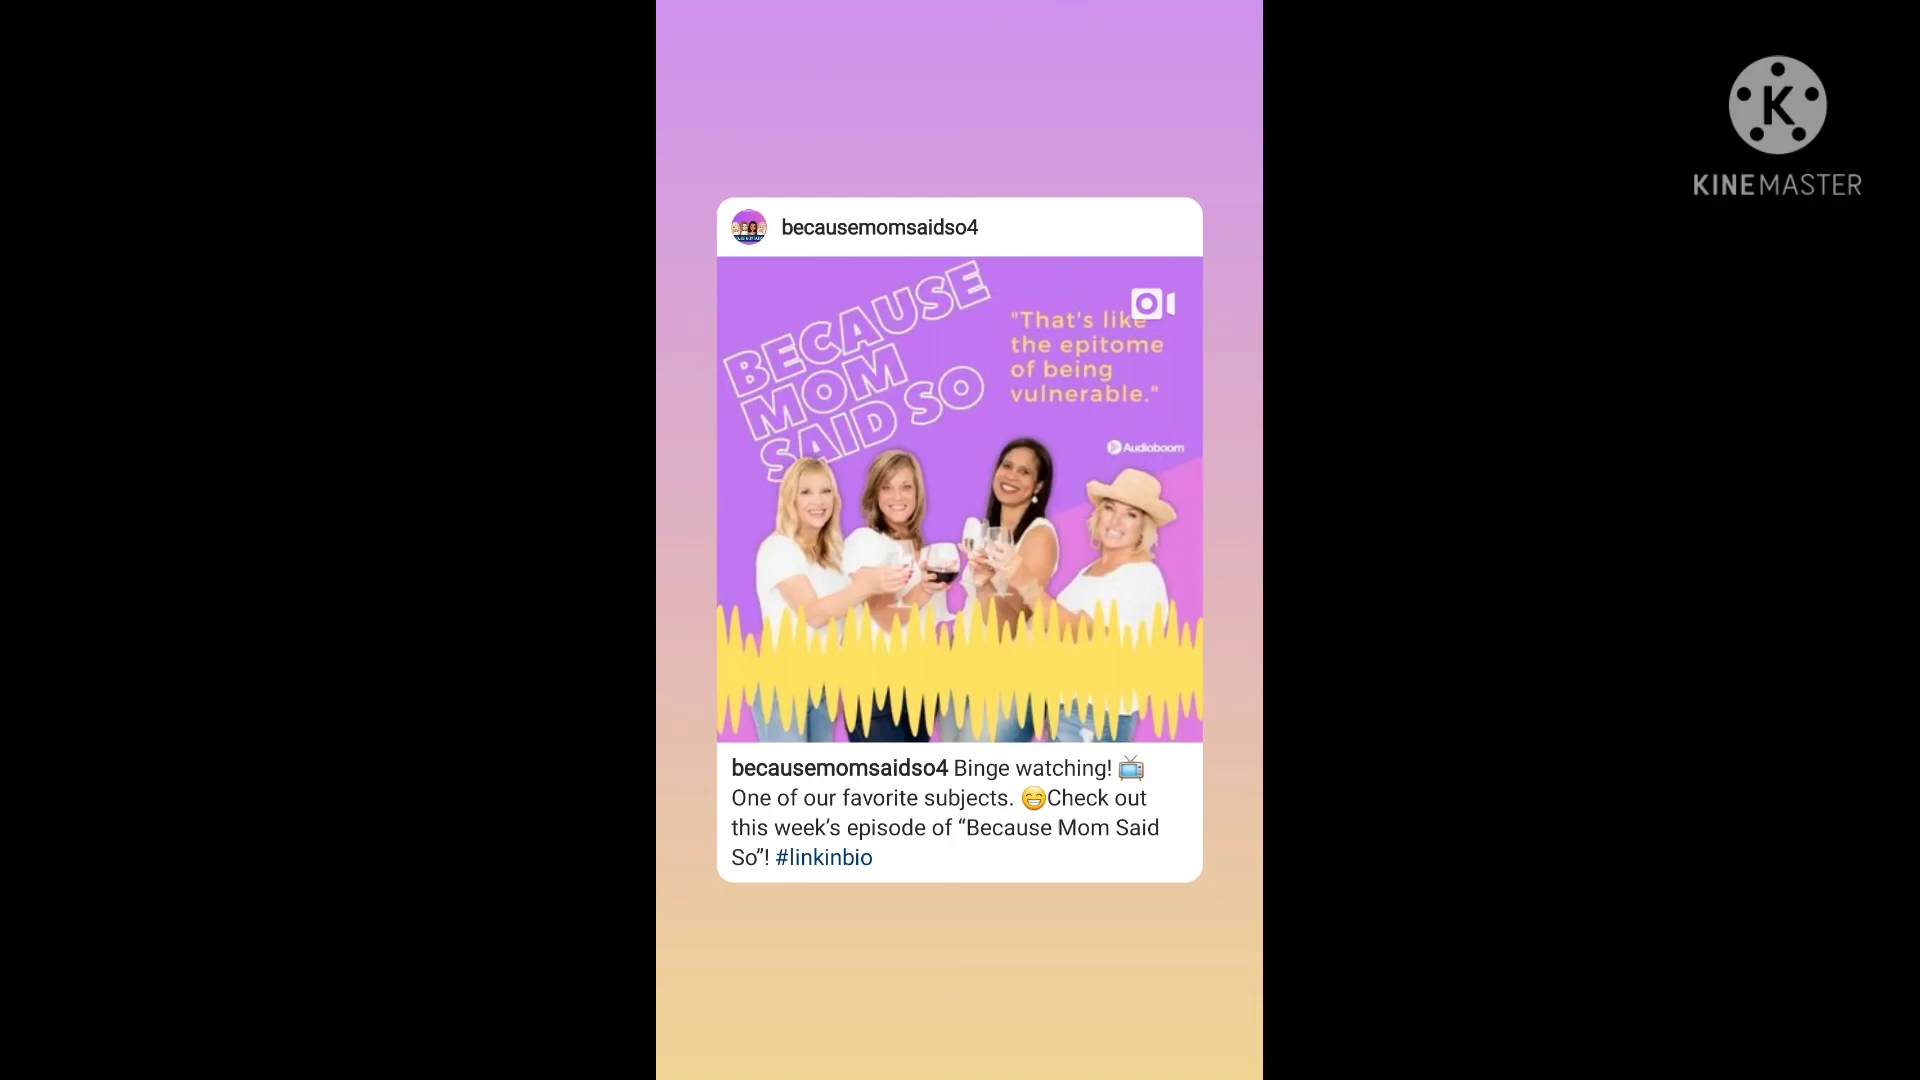 K
KINEMASTER
becausemomsaidso4
BECAUSE
MOM
SAID SO
"That's like
the epitome
of being
vulnerable."
Audioboom
becausemomsaidso4 Binge watching! 📺
One of our favorite subjects. 😁Check out
this week’s episode of “Because Mom Said
So”! #linkinbio